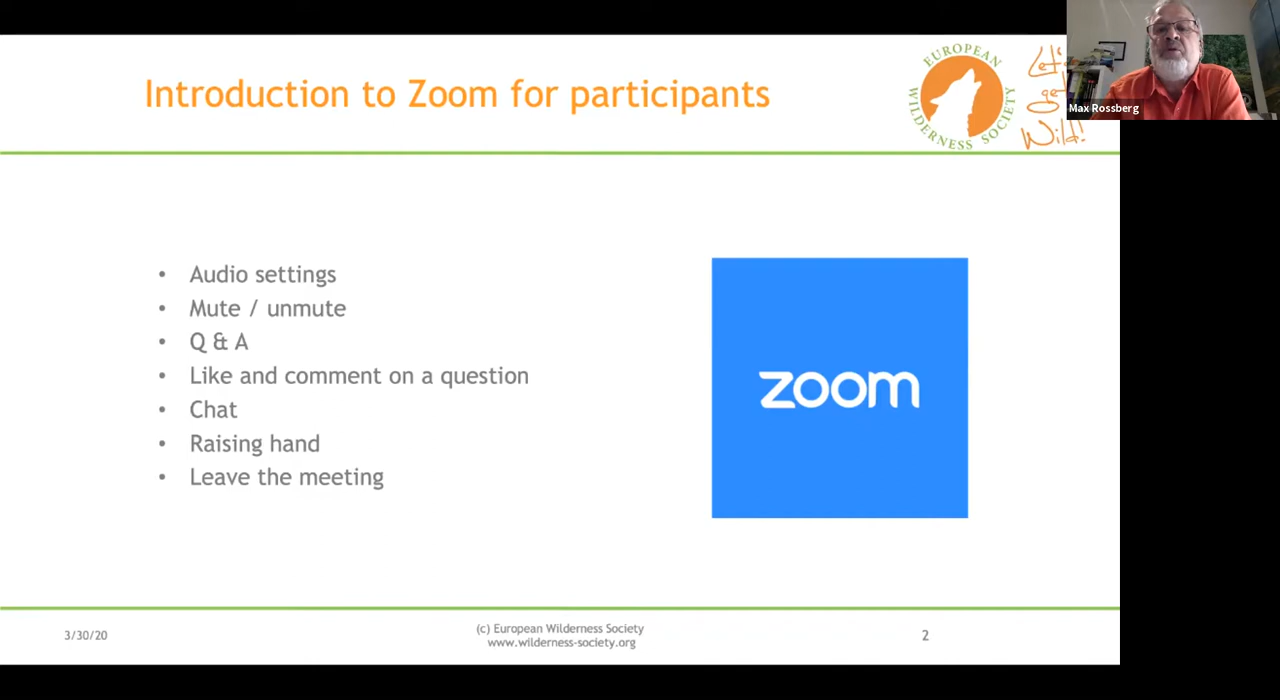 Introduction to Zoom for participants
EUROPEAN
WILDERNESS SOCIETY
Let's
get
Wild!
Max Rossberg
• Audio settings
• Mute / unmute
• Q & A
• Like and comment on a question
• Chat
• Raising hand
• Leave the meeting
zoom
3/30/20
(c) European Wilderness Society
www.wilderness-society.org
2